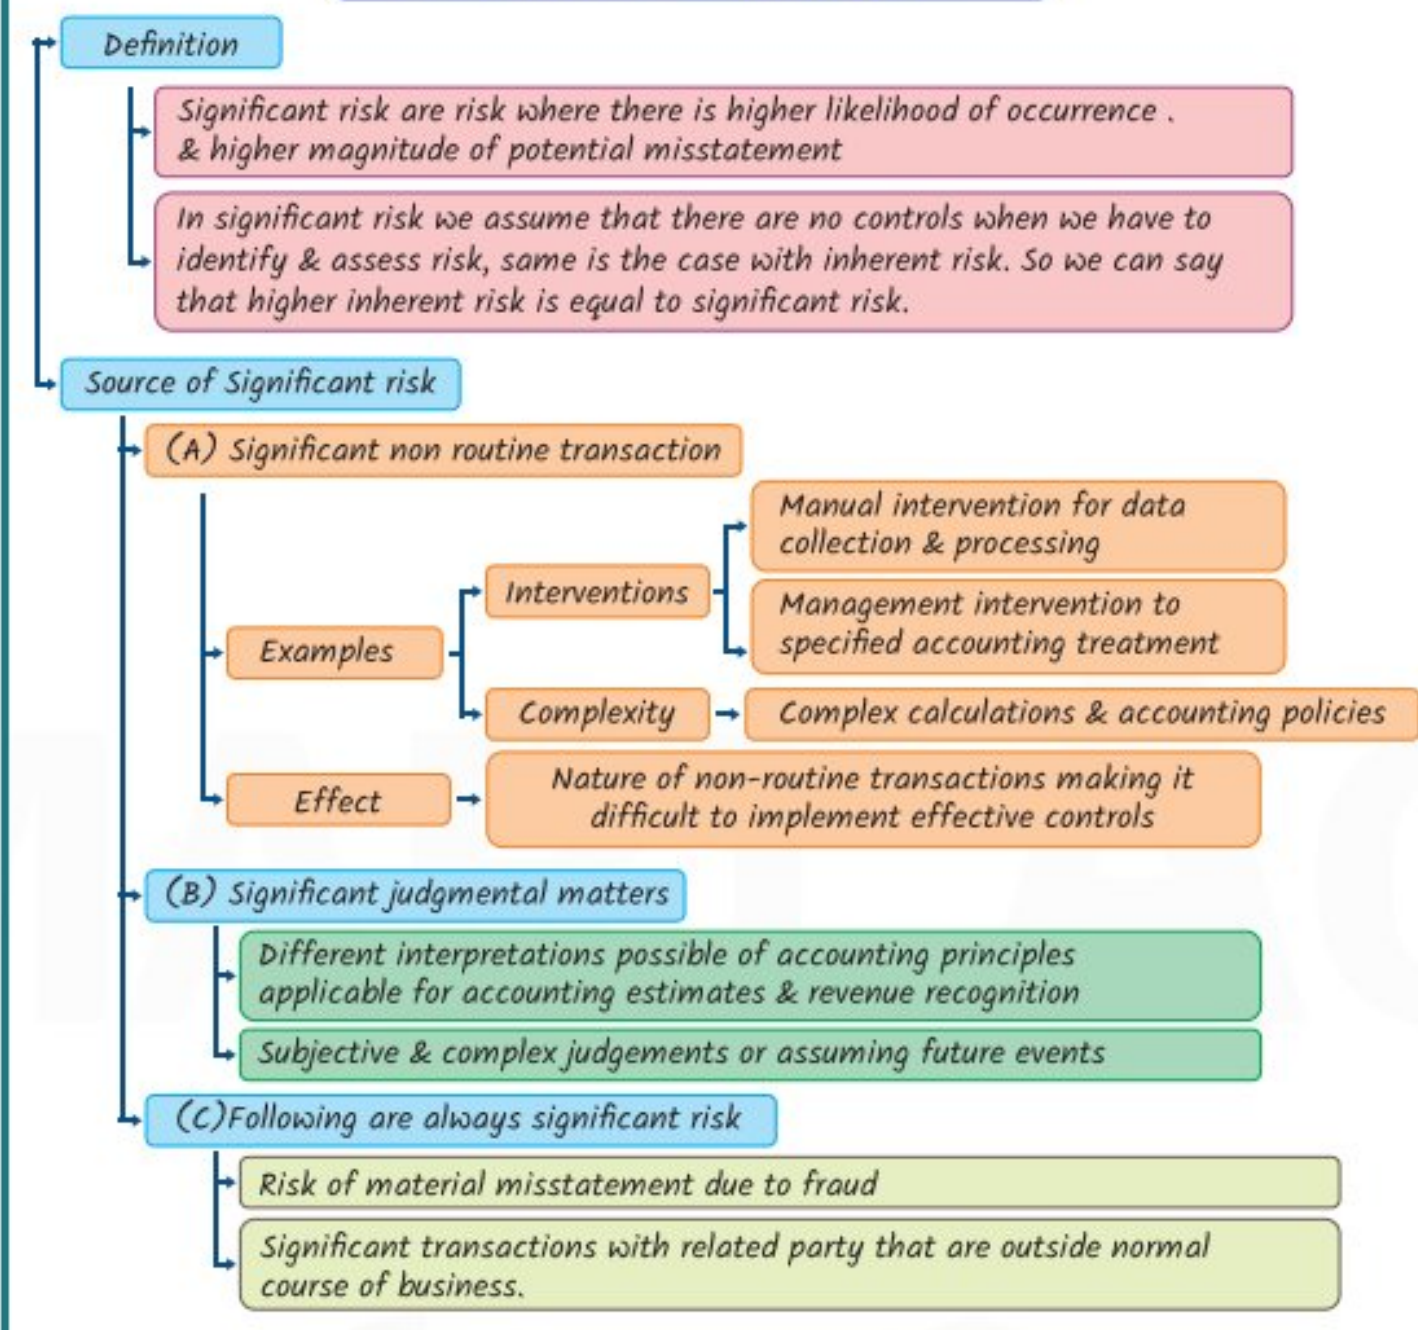 Definition
Significant risk are risk where there is higher likelihood of occurrence .
& higher magnitude of potential misstatement
In significant risk we assume that there are no controls when we have to
identify & assess risk, same is the case with inherent risk. So we can say
that higher inherent risk is equal to significant risk.
Source of Significant risk
(A) Significant non routine transaction
Examples
Interventions
Manual intervention for data
collection & processing
Management intervention to
specified accounting treatment
Complexity
Complex calculations & accounting policies
Effect
Nature of non-routine transactions making it
difficult to implement effective controls
(B) Significant judgmental matters
Different interpretations possible of accounting principles
applicable for accounting estimates & revenue recognition
Subjective & complex judgements or assuming future events
(C)Following are always significant risk
Risk of material misstatement due to fraud
Significant transactions with related party that are outside normal
course of business.